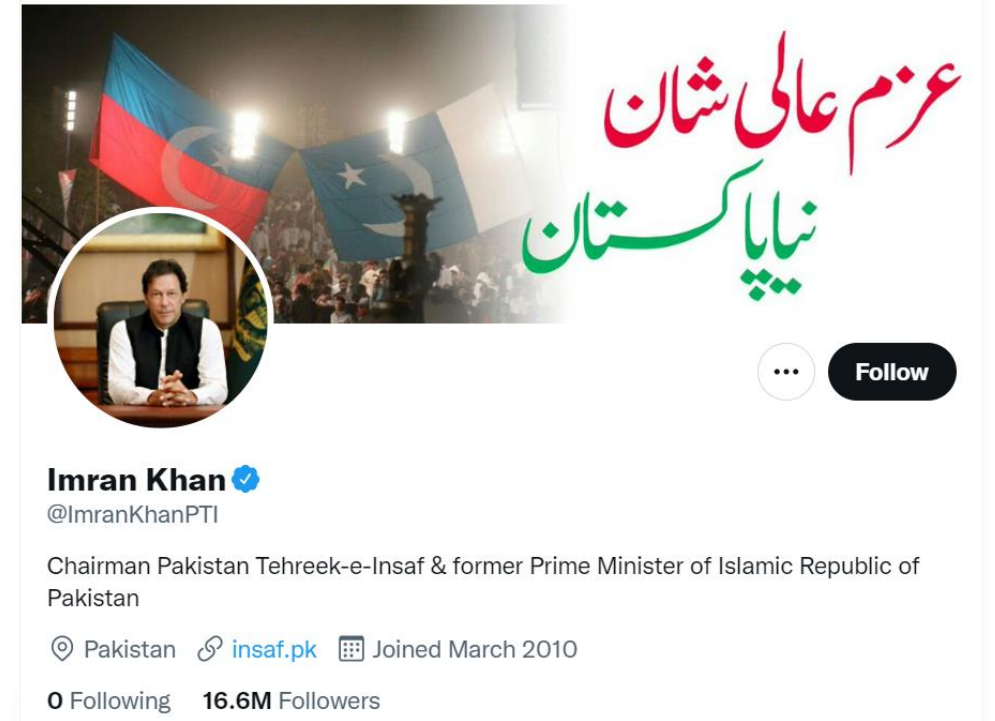 عزم عالی شان
نیا پاکستان
Follow
Imran Khan
@ImranKhanPTI
Chairman Pakistan Tehreek-e-Insaf & former Prime Minister of Islamic Republic of
Pakistan
Pakistan insaf.pk Joined March 2010
0 Following 16.6M Followers